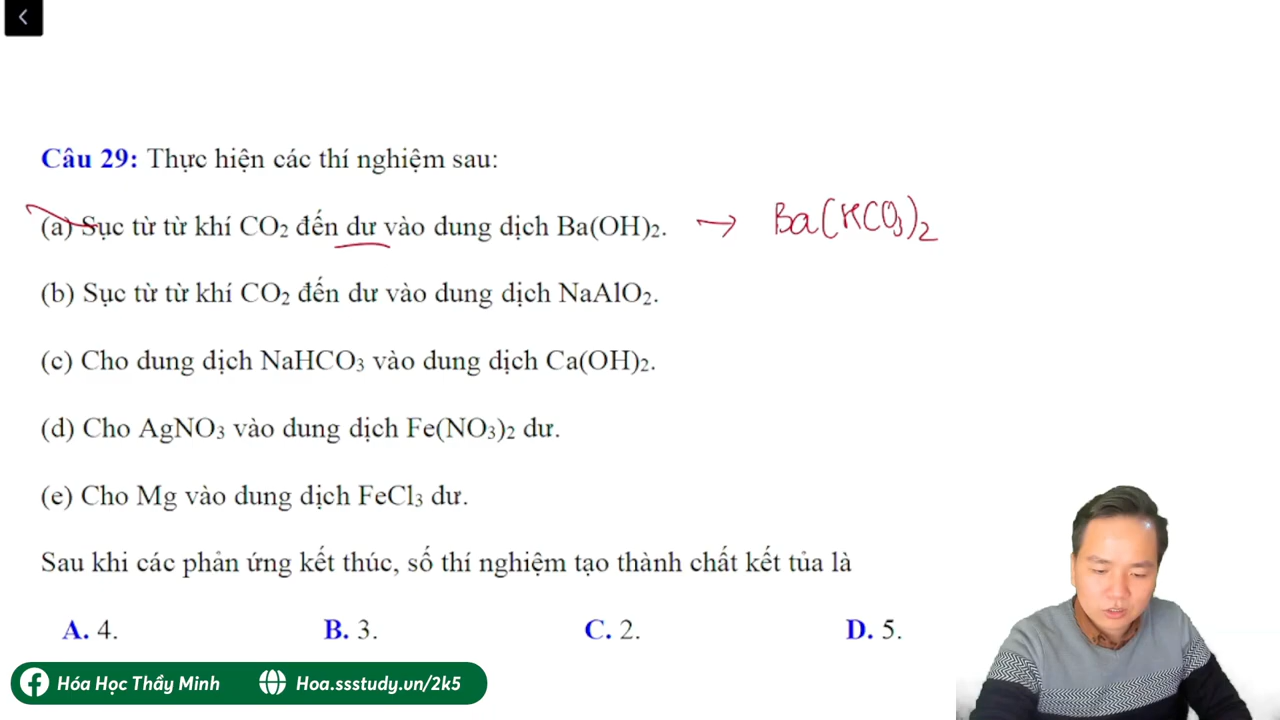 Câu 29: Thực hiện các thí nghiệm sau:
(a) Sục từ từ khí CO₂ đến dư vào dung dịch Ba(OH)₂. → Ba(HCO₃)₂
(b) Sục từ từ khí CO₂ đến dư vào dung dịch NaAlO₂.
(c) Cho dung dịch NaHCO₃ vào dung dịch Ca(OH)₂.
(d) Cho AgNO₃ vào dung dịch Fe(NO₃)₂ dư.
(e) Cho Mg vào dung dịch FeCl₃ dư.
Sau khi các phản ứng kết thúc, số thí nghiệm tạo thành chất kết tủa là
A. 4. B. 3. C. 2. D. 5.
Hóa Học Thầy Minh Hoa.ssstudy.vn/2k5